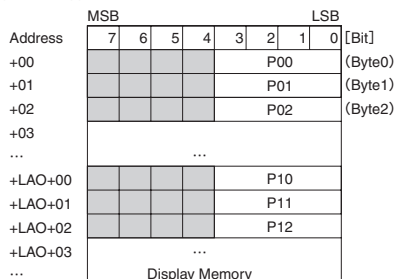 MSB LSB
Address 7 6 5 4 3 2 1 0 [Bit]
+00 P00 (Byte0)
+01 P01 (Byte1)
+02 P02 (Byte2)
+03
… …
+LAO+00 P10
+LAO+01 P11
+LAO+02 P12
+LAO+03 …
… Display Memory